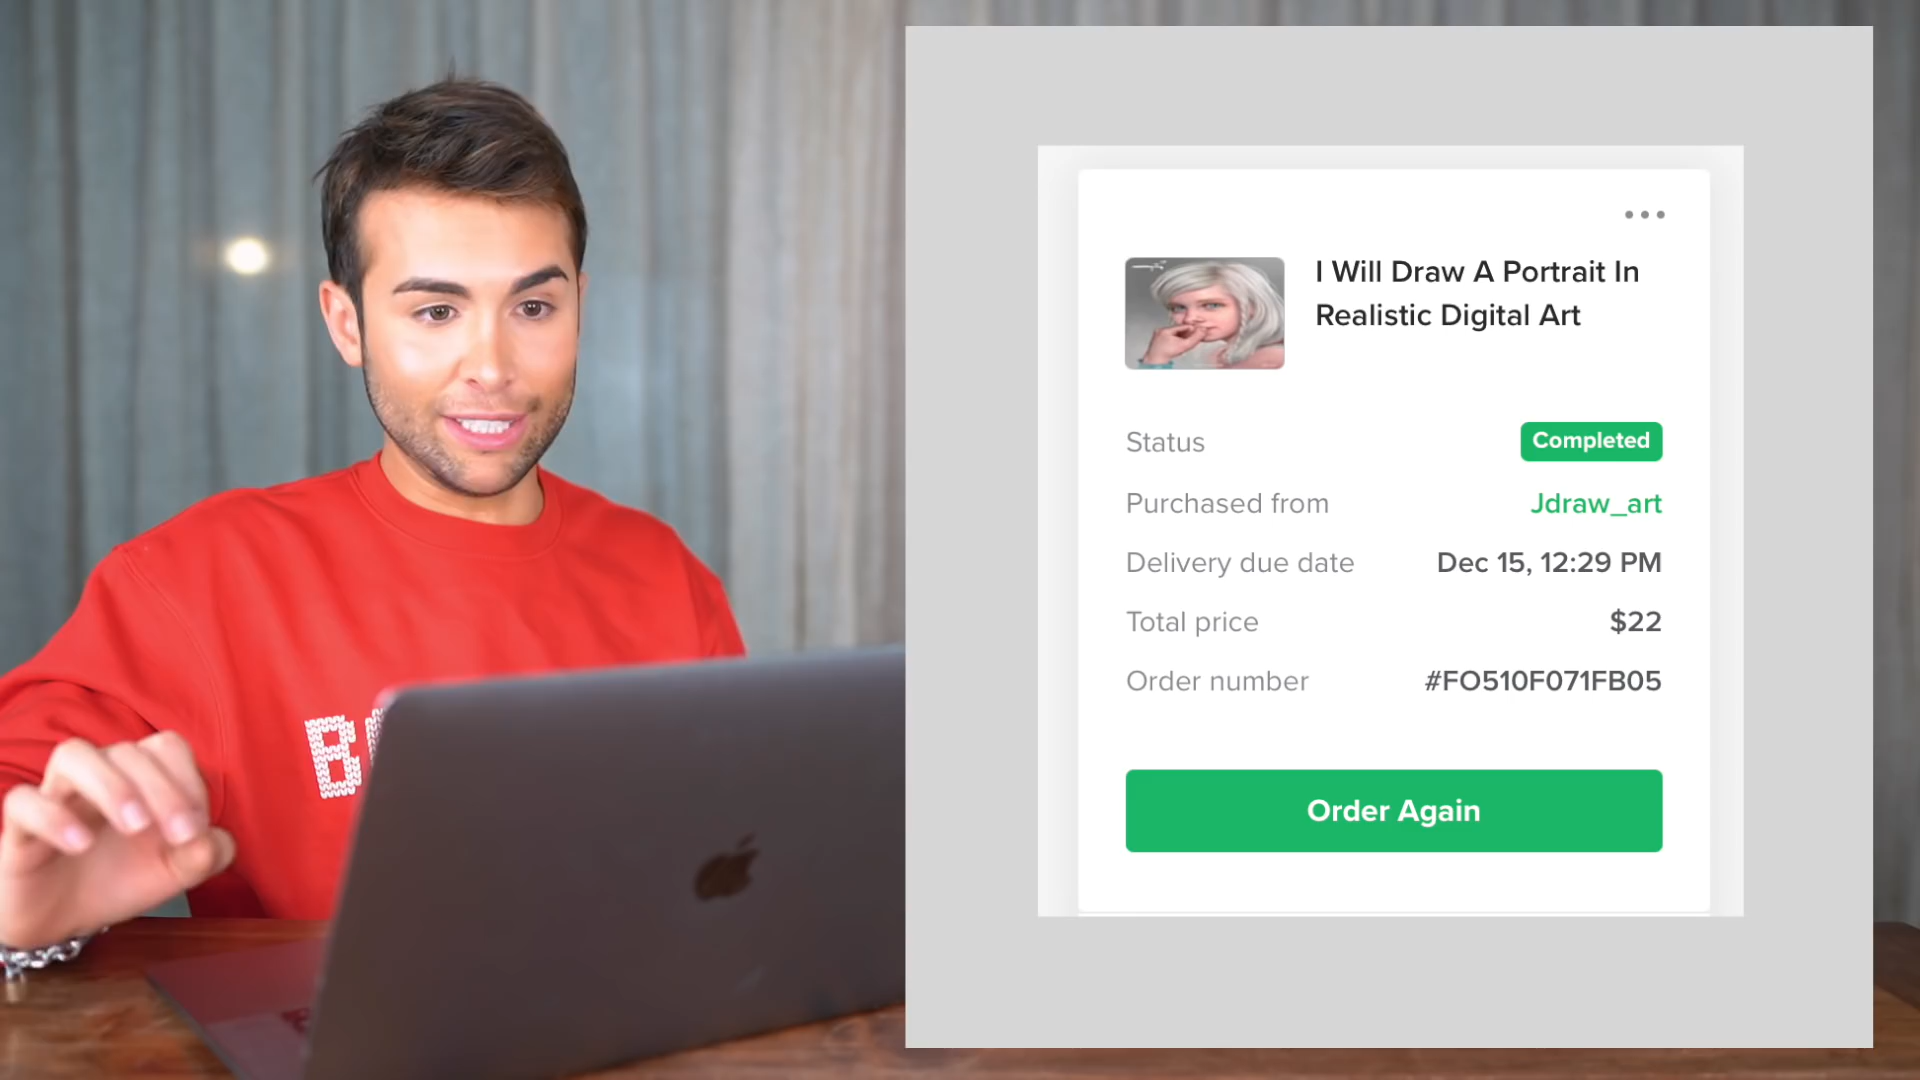 I Will Draw A Portrait In
Realistic Digital Art
Status Completed
Purchased from Jdraw_art
Delivery due date Dec 15, 12:29 PM
Total price $22
Order number #FO510F071FB05
Order Again